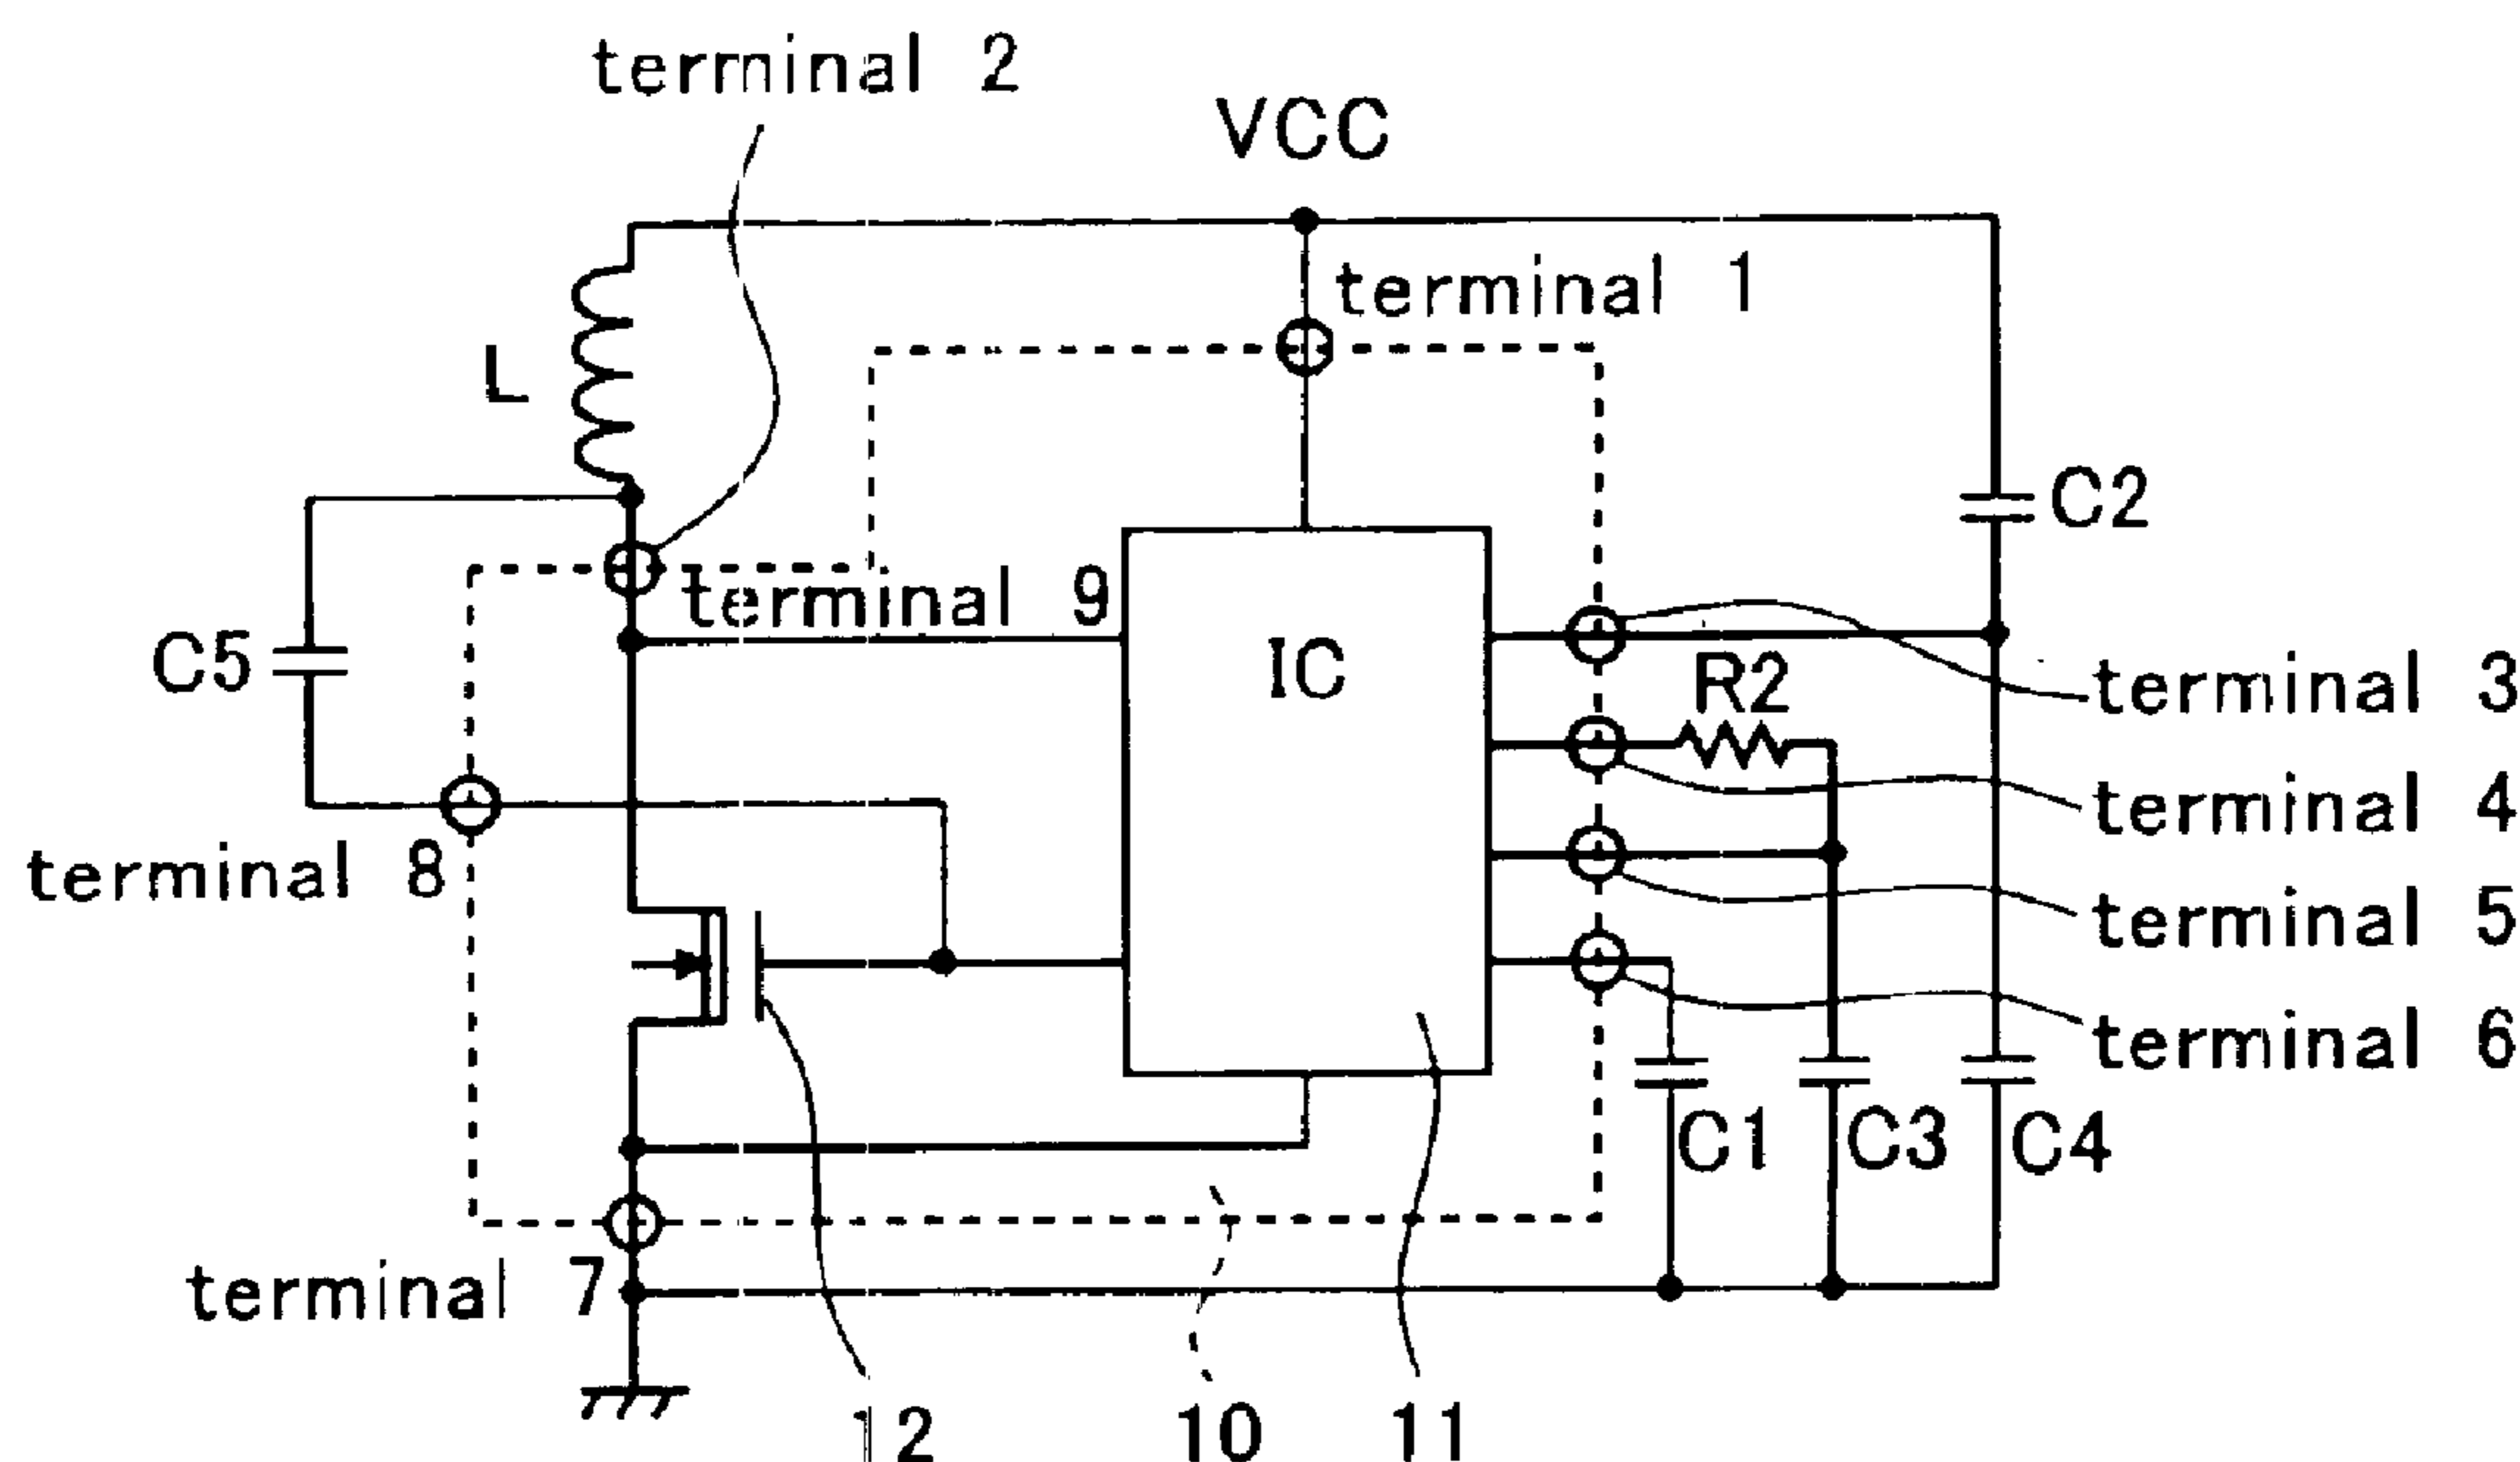 terminal 2
VCC
terminal 1
L
C2
terminal 9
C5
IC
R2
terminal 3
terminal 4
terminal 8
terminal 5
terminal 6
C1
C3
C4
terminal 7
12
10
11